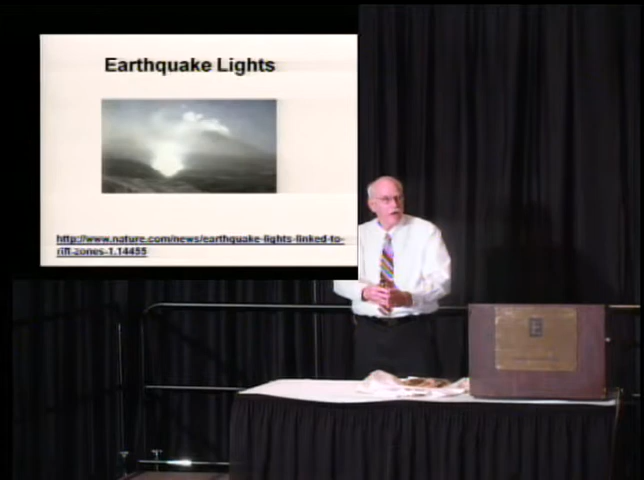 Earthquake Lights
http://www.nature.com/news/earthquake-lights-linked-to-
rift-zones-1.14455